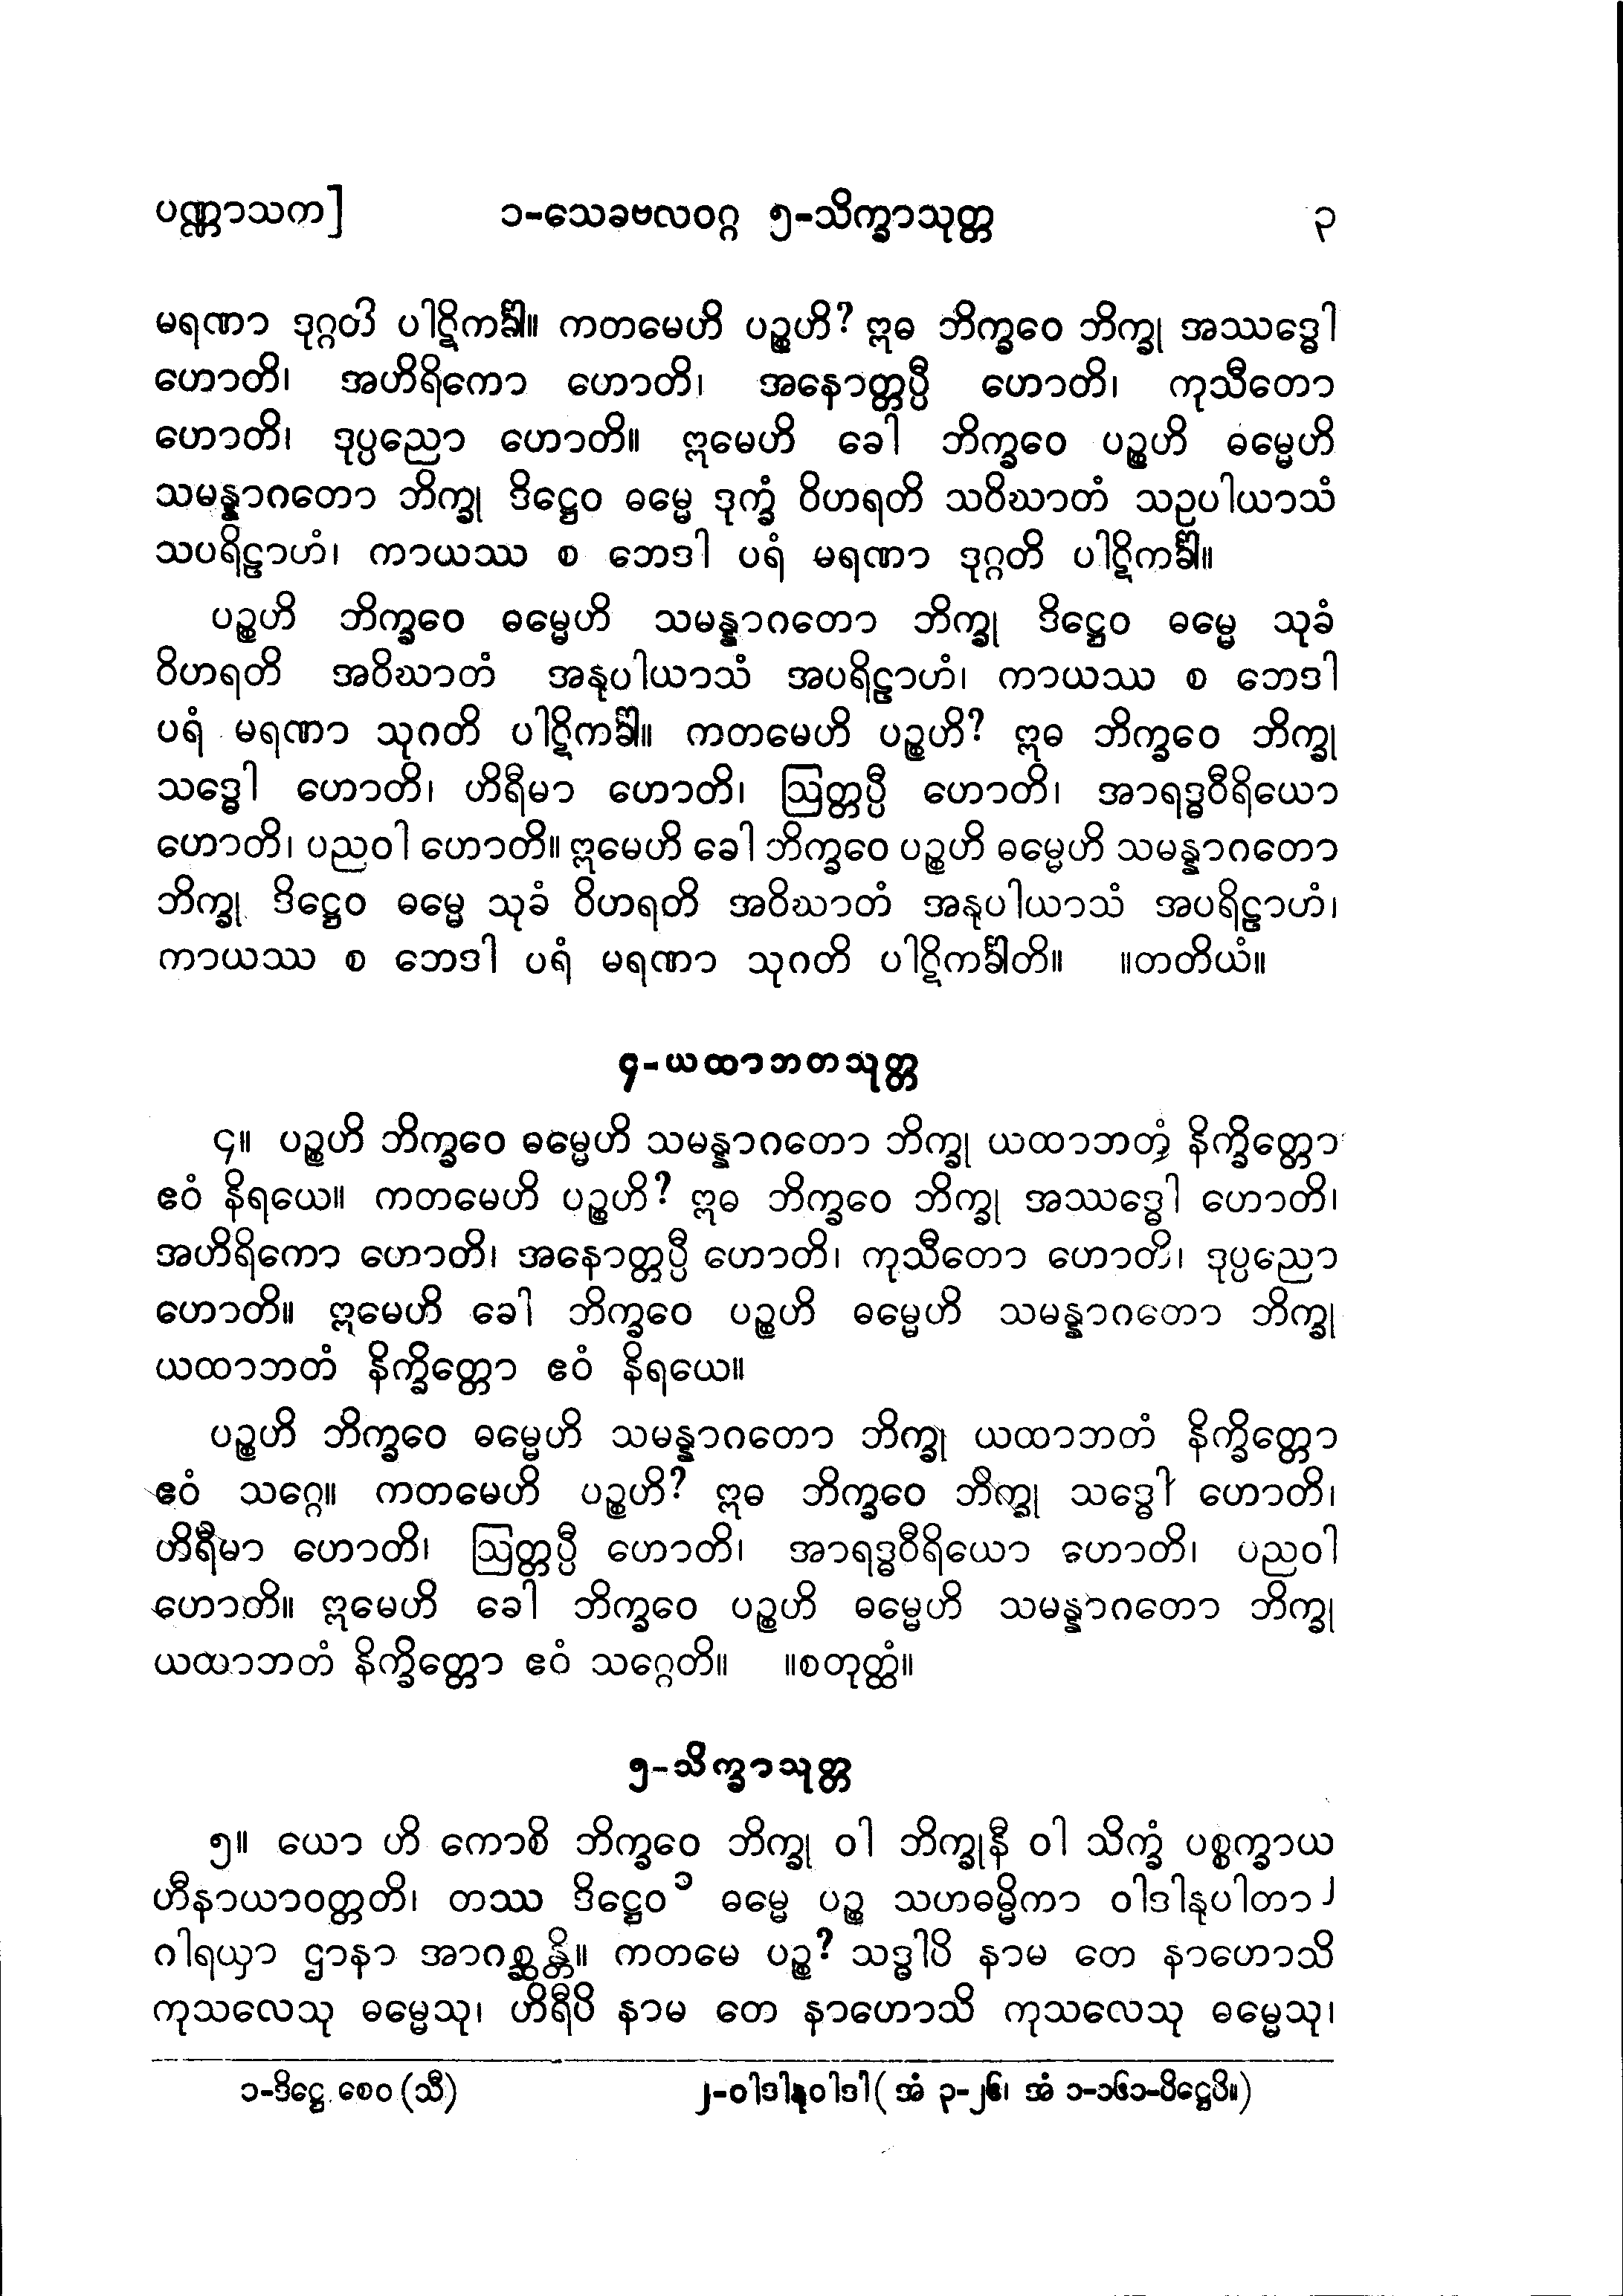 ပဏ္ဏာသက] ၁-သေခဗလဝဂ္ဂ ၅-သိက္ခာသုတ္တ ၃
မရဏာ ဒုဂ္ဂတိ ပါဋိကင်္ခါ။ ကတမေဟိ ပဉ္စဟိ? ဣဓ ဘိက္ခဝေ ဘိက္ခု အဿဒ္ဓေါ
ဟောတိ၊ အဟိရိကော ဟောတိ၊ အနောတ္တပ္ပီ ဟောတိ၊ ကုသီတော
ဟောတိ၊ ဒုပ္ပညော ဟောတိ။ ဣမေဟိ ခေါ ဘိက္ခဝေ ပဉ္စဟိ ဓမ္မေဟိ
သမန္နာဂတော ဘိက္ခု ဒိဋ္ဌေဝ ဓမ္မေ ဒုက္ခံ ဝိဟရတိ သဝိဃာတံ သဥပါယာသံ
သပရိဠာဟံ၊ ကာယဿ စ ဘေဒါ ပရံ မရဏာ ဒုဂ္ဂတိ ပါဋိကင်္ခါ။
ပဉ္စဟိ ဘိက္ခဝေ ဓမ္မေဟိ သမန္နာဂတော ဘိက္ခု ဒိဋ္ဌေဝ ဓမ္မေ သုခံ
ဝိဟရတိ အဝိဃာတံ အနုပါယာသံ အပရိဠာဟံ၊ ကာယဿ စ ဘေဒါ
ပရံ မရဏာ သုဂတိ ပါဋိကင်္ခါ။ ကတမေဟိ ပဉ္စဟိ? ဣဓ ဘိက္ခဝေ ဘိက္ခု
သဒ္ဓေါ ဟောတိ၊ ဟိရီမာ ဟောတိ၊ ဩတ္တပ္ပီ ဟောတိ၊ အာရဒ္ဓဝီရိယော
ဟောတိ၊ ပညဝါ ဟောတိ။ ဣမေဟိ ခေါ ဘိက္ခဝေ ပဉ္စဟိ ဓမ္မေဟိ သမန္နာဂတော
ဘိက္ခု ဒိဋ္ဌေဝ ဓမ္မေ သုခံ ဝိဟရတိ အဝိဃာတံ အနုပါယာသံ အပရိဠာဟံ၊
ကာယဿ စ ဘေဒါ ပရံ မရဏာ သုဂတိ ပါဋိကင်္ခါတိ။ ။တတိယံ။
၄-ယထာဘတသုတ္တ
၄။ ပဉ္စဟိ ဘိက္ခဝေ ဓမ္မေဟိ သမန္နာဂတော ဘိက္ခု ယထာဘတံ နိက္ခိတ္တော
ဧဝံ နိရယေ။ ကတမေဟိ ပဉ္စဟိ? ဣဓ ဘိက္ခဝေ ဘိက္ခု အဿဒ္ဓေါ ဟောတိ၊
အဟိရိကော ဟောတိ၊ အနောတ္တပ္ပီ ဟောတိ၊ ကုသီတော ဟောတိ၊ ဒုပ္ပညော
ဟောတိ။ ဣမေဟိ ခေါ ဘိက္ခဝေ ပဉ္စဟိ ဓမ္မေဟိ သမန္နာဂတော ဘိက္ခု
ယထာဘတံ နိက္ခိတ္တော ဧဝံ နိရယေ။
ပဉ္စဟိ ဘိက္ခဝေ ဓမ္မေဟိ သမန္နာဂတော ဘိက္ခု ယထာဘတံ နိက္ခိတ္တော
ဧဝံ သဂ္ဂေ။ ကတမေဟိ ပဉ္စဟိ? ဣဓ ဘိက္ခဝေ ဘိက္ခု သဒ္ဓေါ ဟောတိ၊
ဟိရီမာ ဟောတိ၊ ဩတ္တပ္ပီ ဟောတိ၊ အာရဒ္ဓဝီရိယော ဟောတိ၊ ပညဝါ
ဟောတိ။ ဣမေဟိ ခေါ ဘိက္ခဝေ ပဉ္စဟိ ဓမ္မေဟိ သမန္နာဂတော ဘိက္ခု
ယထာဘတံ နိက္ခိတ္တော ဧဝံ သဂ္ဂေတိ။ ။စတုတ္ထံ။
၅-သိက္ခာသုတ္တ
၅။ ယော ဟိ ကောစိ ဘိက္ခဝေ ဘိက္ခု ဝါ ဘိက္ခုနီ ဝါ သိက္ခံ ပစ္စက္ခာယ
ဟီနာယာဝတ္တတိ၊ တဿ ဒိဋ္ဌေဝ ၁ ဓမ္မေ ပဉ္စ သဟဓမ္မိကာ ဝါဒါနုပါတာ ၂
ဂါရယှာ ဌာနာ အာဂစ္ဆန္တိ။ ကတမေ ပဉ္စ? သဒ္ဓါပိ နာမ တေ နာဟောသိ
ကုသလေသု ဓမ္မေသု၊ ဟိရီပိ နာမ တေ နာဟောသိ ကုသလေသု ဓမ္မေသု၊
၁-ဒိဋ္ဌေ စေဝ (သီ) ၂-ဝါဒါနုဝါဒါ ( အံ ၃-၂၆၊ အံ ၁-၁၆၁-ပိဋ္ဌေပိ။)